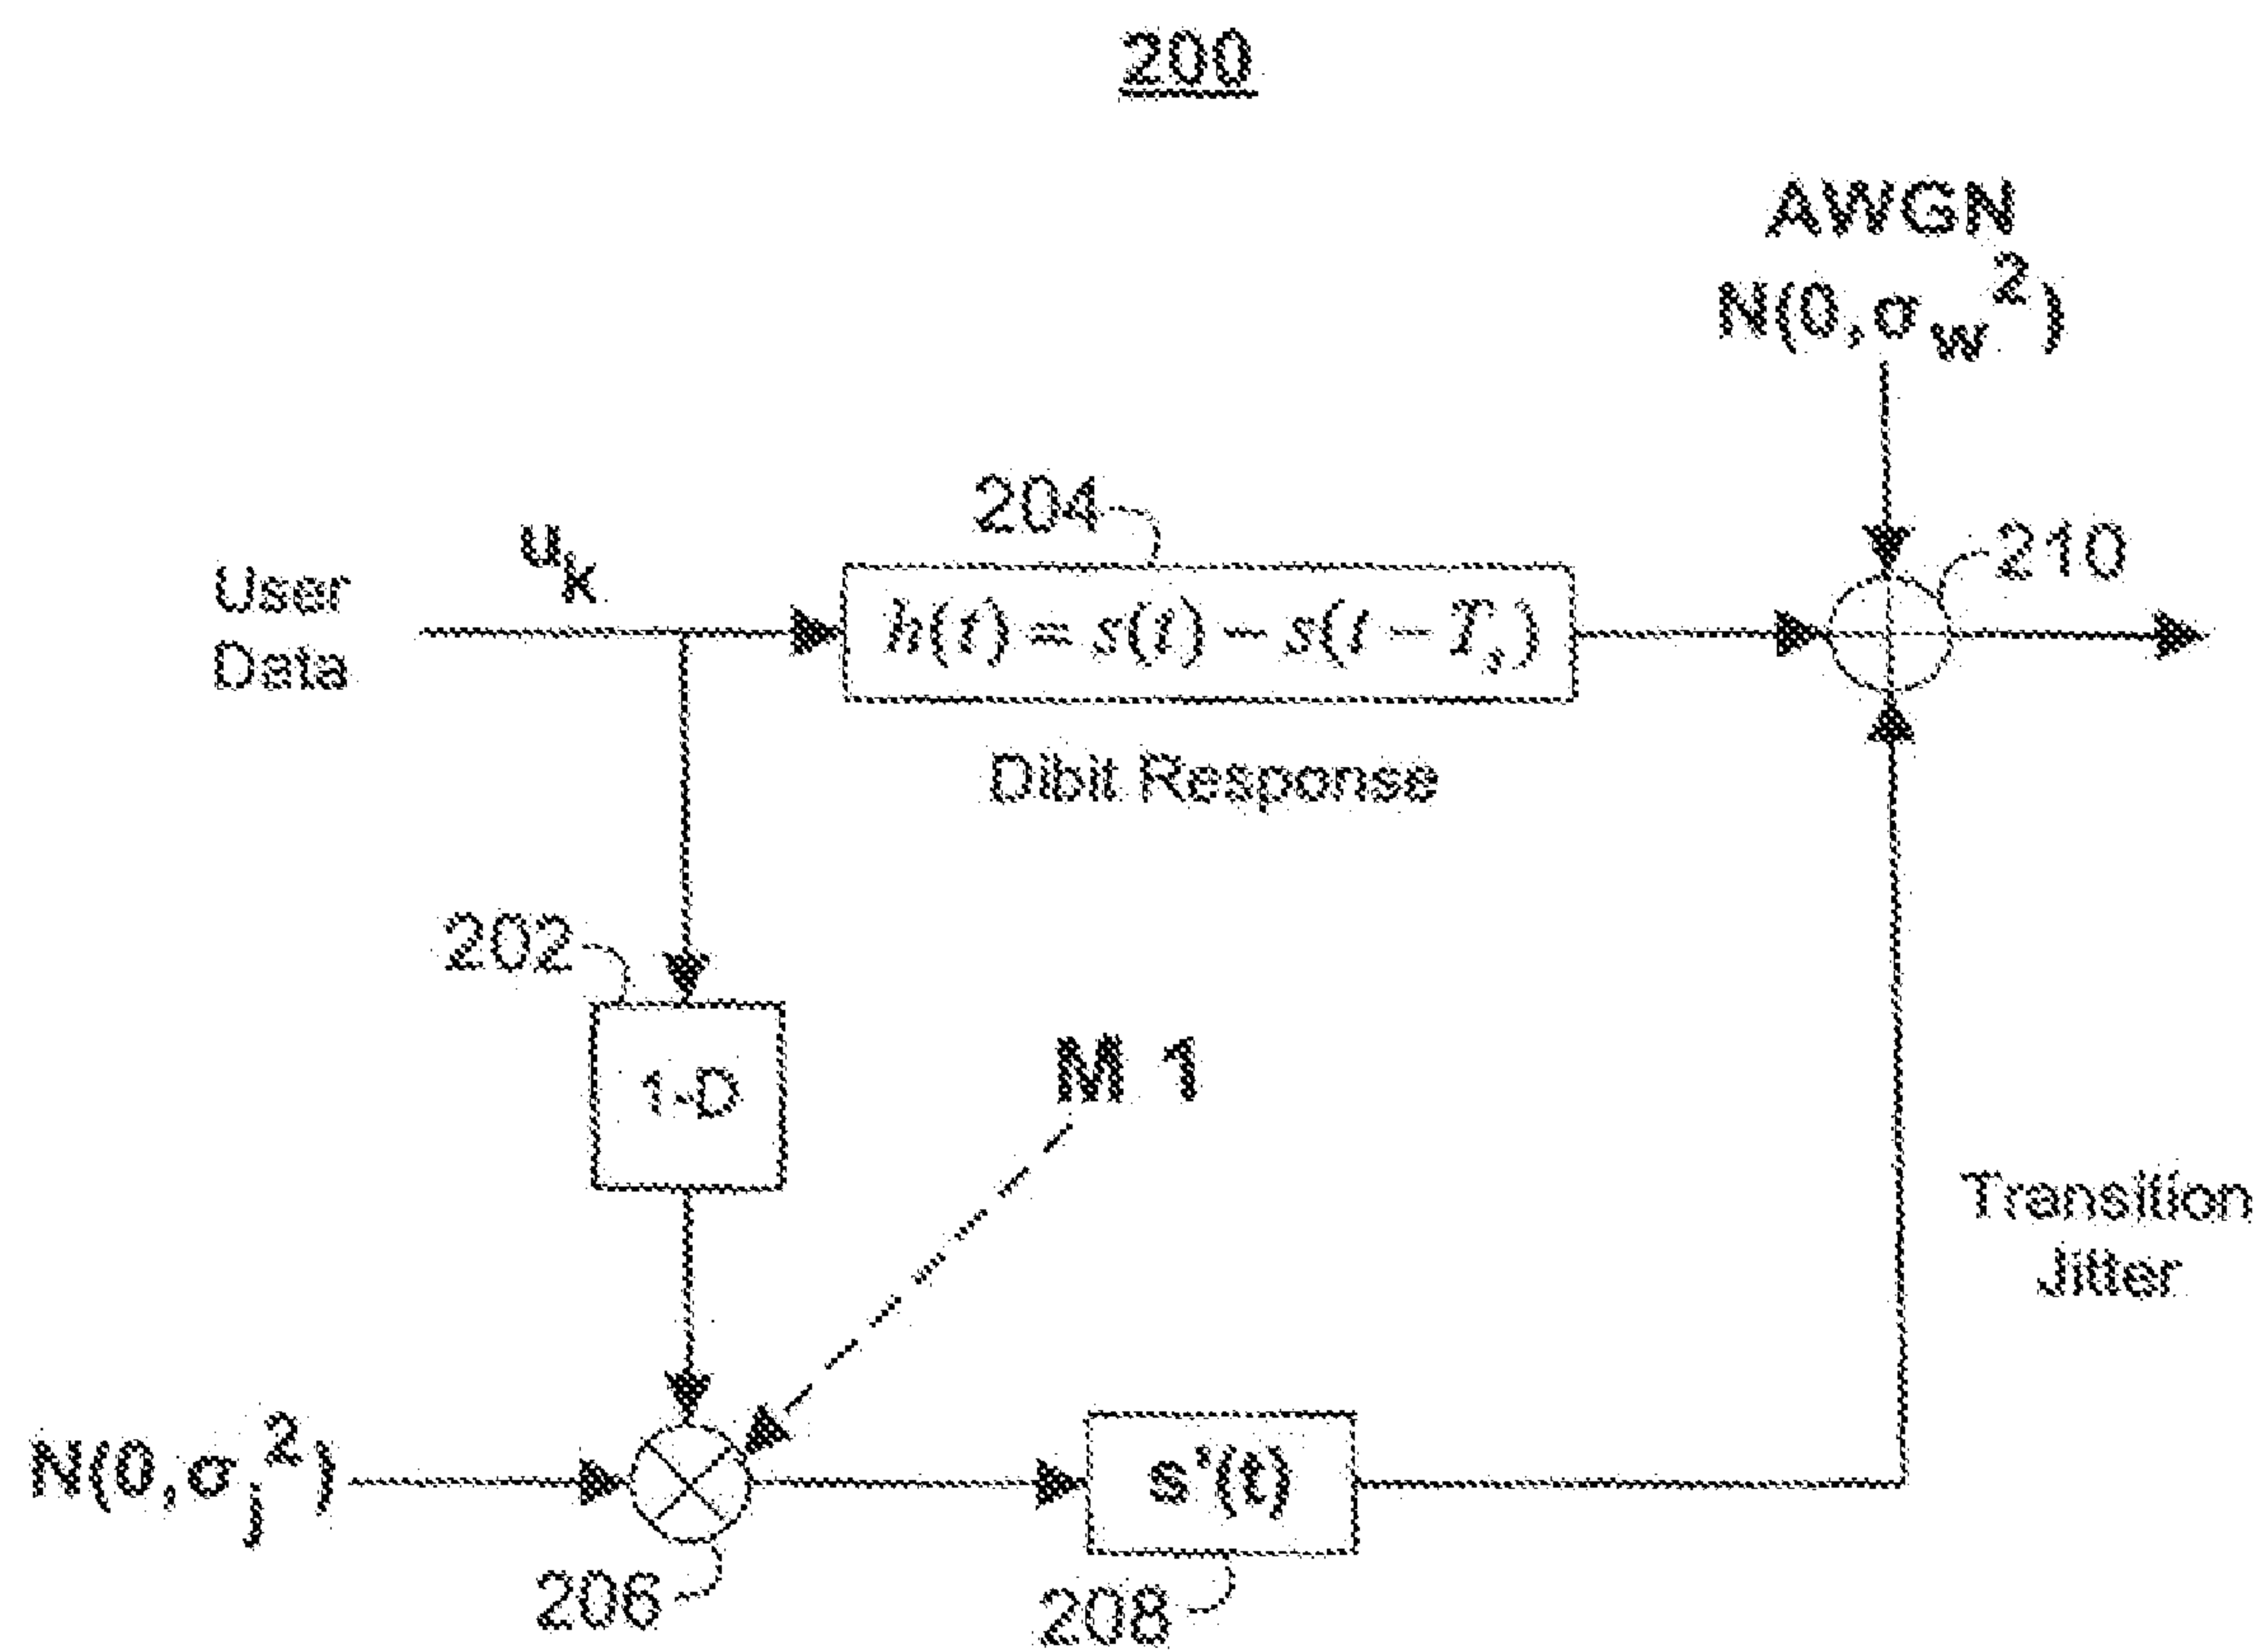 200
AWGN
N(0,σw²)
204
210
uk
User
Data
h(t) = s(t) − s(t − Ts)
Dibit Response
202
1-D
M 1
Transition
Jitter
N(0,σj²)
s'(t)
206
208